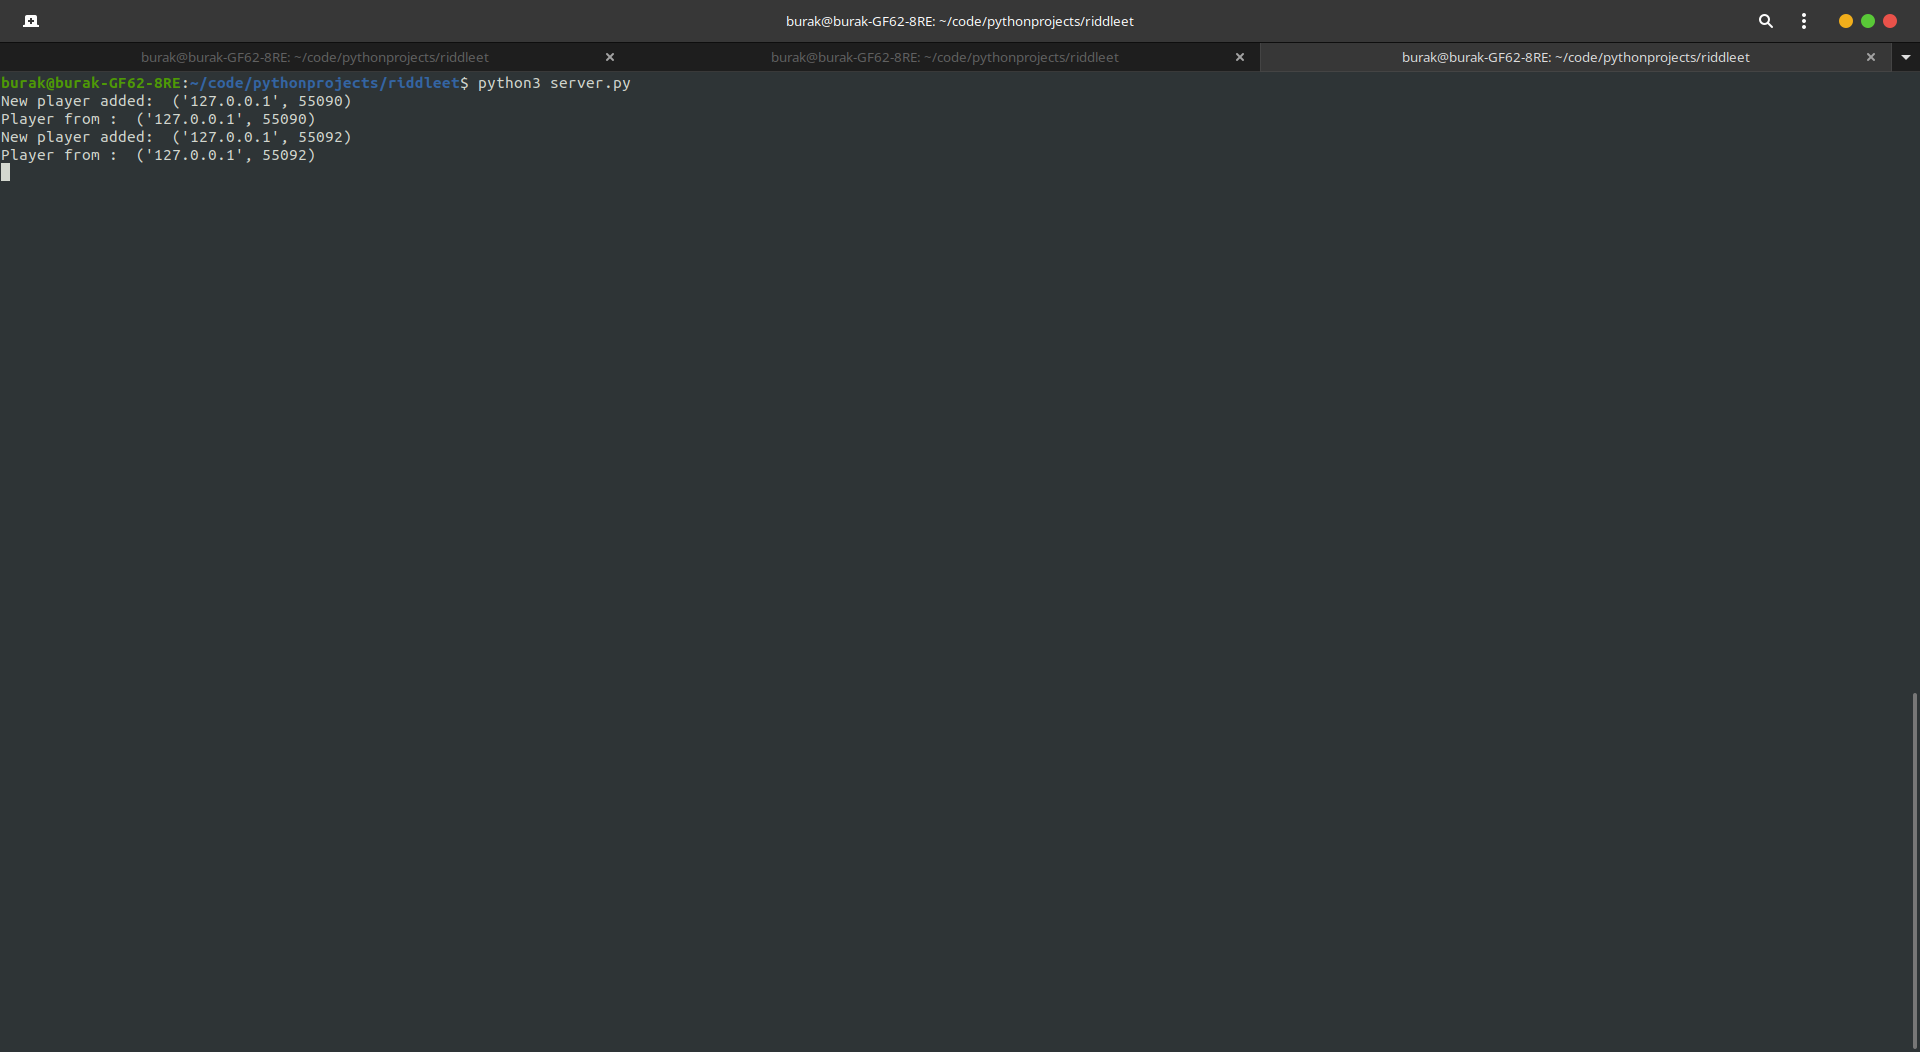 burak@burak-GF62-8RE: ~/code/pythonprojects/riddleet
burak@burak-GF62-8RE: ~/code/pythonprojects/riddleet
burak@burak-GF62-8RE: ~/code/pythonprojects/riddleet
burak@burak-GF62-8RE: ~/code/pythonprojects/riddleet
burak@burak-GF62-8RE:~/code/pythonprojects/riddleet$ python3 server.py
New player added:  ('127.0.0.1', 55090)
Player from :  ('127.0.0.1', 55090)
New player added:  ('127.0.0.1', 55092)
Player from :  ('127.0.0.1', 55092)